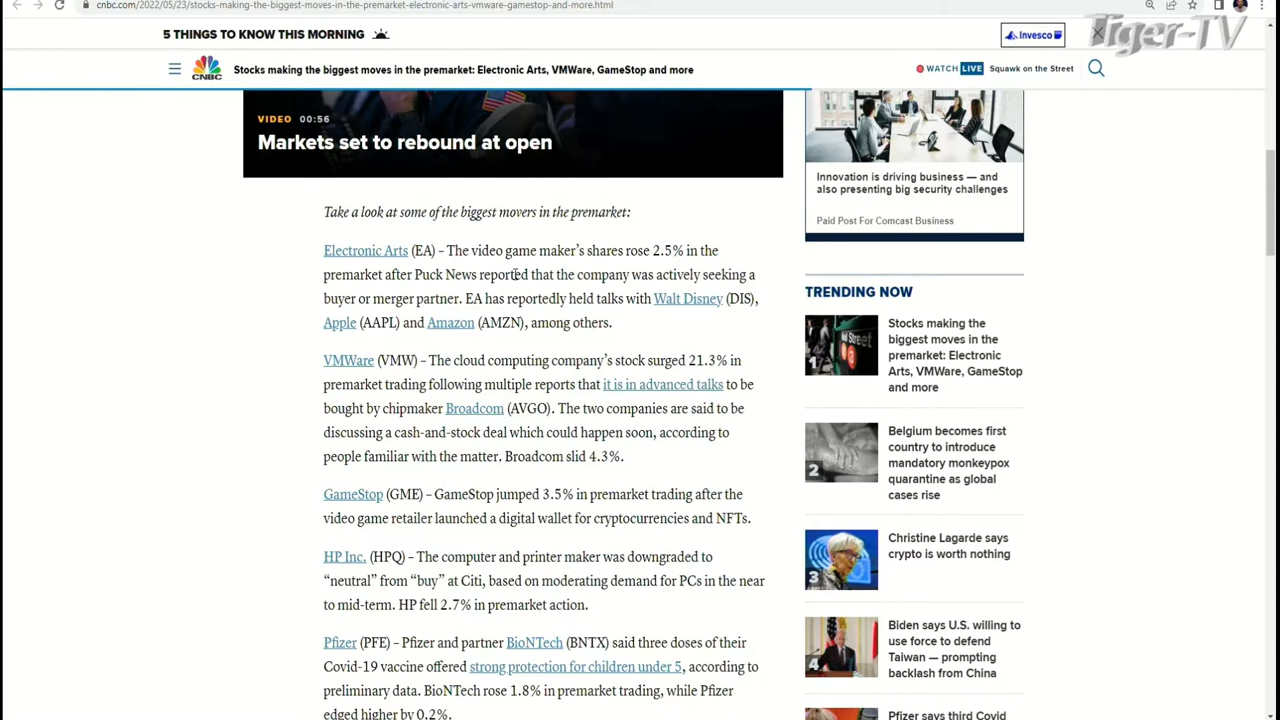 cnbc.com/2022/05/23/stocks-making-the-biggest-moves-in-the-premarket-electronic-arts-vmware-gamestop-and-more.html
5 THINGS TO KNOW THIS MORNING
Invesco
Tiger-TV
CNBC
Stocks making the biggest moves in the premarket: Electronic Arts, VMWare, GameStop and more
WATCH LIVE Squawk on the Street
VIDEO 00:56
Markets set to rebound at open
Take a look at some of the biggest movers in the premarket:
Electronic Arts (EA) – The video game maker’s shares rose 2.5% in the
premarket after Puck News reported that the company was actively seeking a
buyer or merger partner. EA has reportedly held talks with Walt Disney (DIS),
Apple (AAPL) and Amazon (AMZN), among others.
VMWare (VMW) – The cloud computing company’s stock surged 21.3% in
premarket trading following multiple reports that it is in advanced talks to be
bought by chipmaker Broadcom (AVGO). The two companies are said to be
discussing a cash-and-stock deal which could happen soon, according to
people familiar with the matter. Broadcom slid 4.3%.
GameStop (GME) – GameStop jumped 3.5% in premarket trading after the
video game retailer launched a digital wallet for cryptocurrencies and NFTs.
HP Inc. (HPQ) – The computer and printer maker was downgraded to
“neutral” from “buy” at Citi, based on moderating demand for PCs in the near
to mid-term. HP fell 2.7% in premarket action.
Pfizer (PFE) – Pfizer and partner BioNTech (BNTX) said three doses of their
Covid-19 vaccine offered strong protection for children under 5, according to
preliminary data. BioNTech rose 1.8% in premarket trading, while Pfizer
edged higher by 0.2%.
Innovation is driving business — and
also presenting big security challenges
Paid Post For Comcast Business
TRENDING NOW
1
Stocks making the
biggest moves in the
premarket: Electronic
Arts, VMWare, GameStop
and more
2
Belgium becomes first
country to introduce
mandatory monkeypox
quarantine as global
cases rise
3
Christine Lagarde says
crypto is worth nothing
4
Biden says U.S. willing to
use force to defend
Taiwan — prompting
backlash from China
Pfizer says third Covid